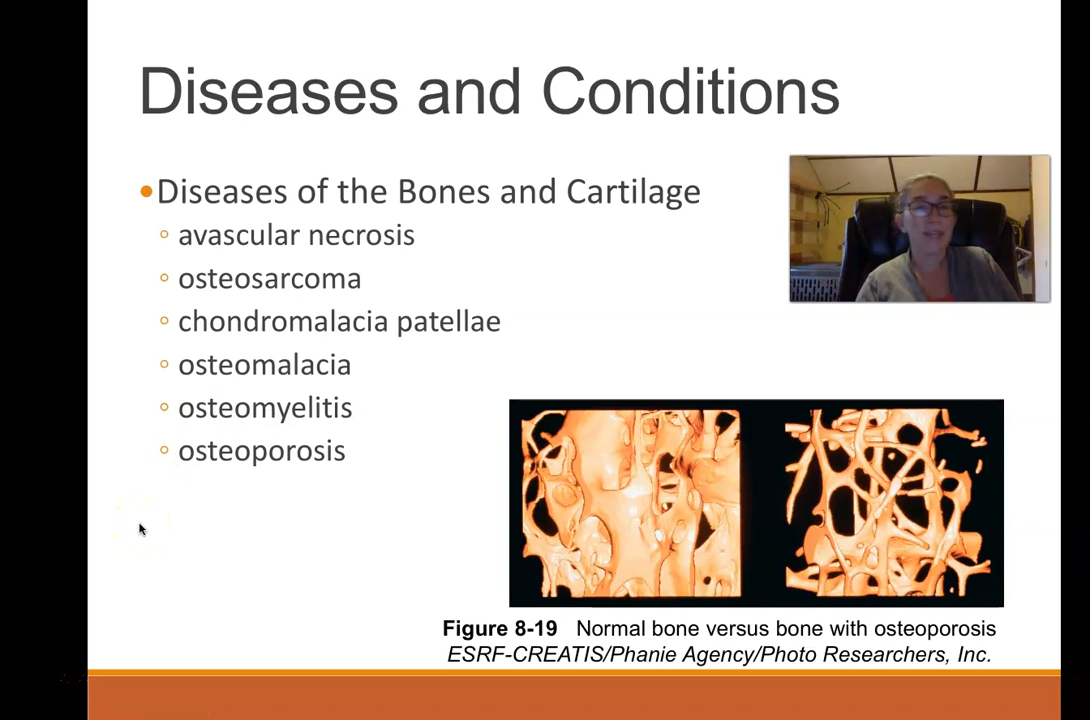 Diseases and Conditions
•Diseases of the Bones and Cartilage
◦ avascular necrosis
◦ osteosarcoma
◦ chondromalacia patellae
◦ osteomalacia
◦ osteomyelitis
◦ osteoporosis
Figure 8-19 Normal bone versus bone with osteoporosis
ESRF-CREATIS/Phanie Agency/Photo Researchers, Inc.